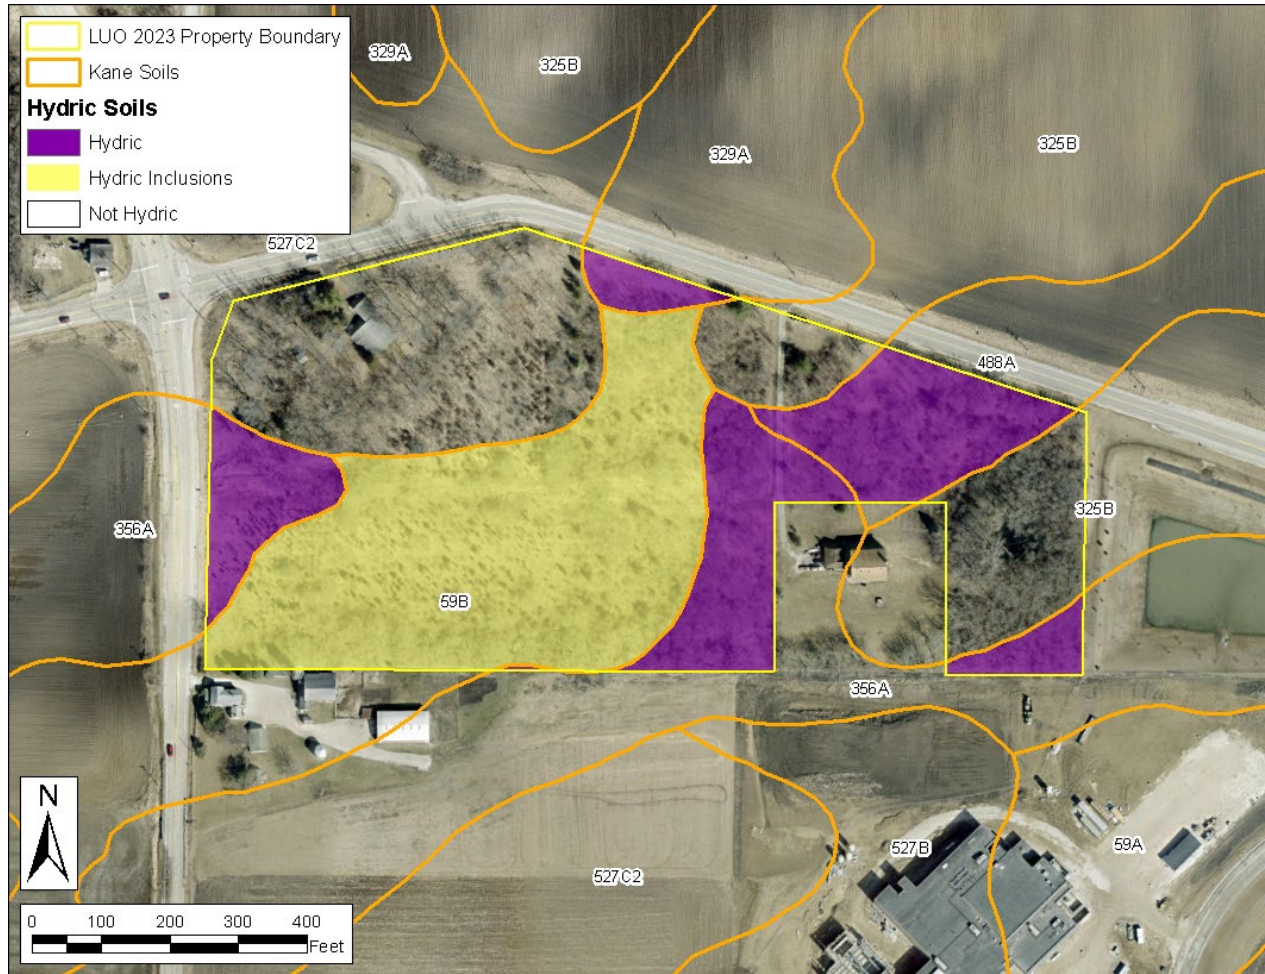 LUO 2023 Property Boundary
Kane Soils
Hydric Soils
Hydric
Hydric Inclusions
Not Hydric
329A
325B
329A
325B
527C2
488A
356A
325B
59B
356A
527B
59A
527C2
N
0 100 200 300 400
Feet